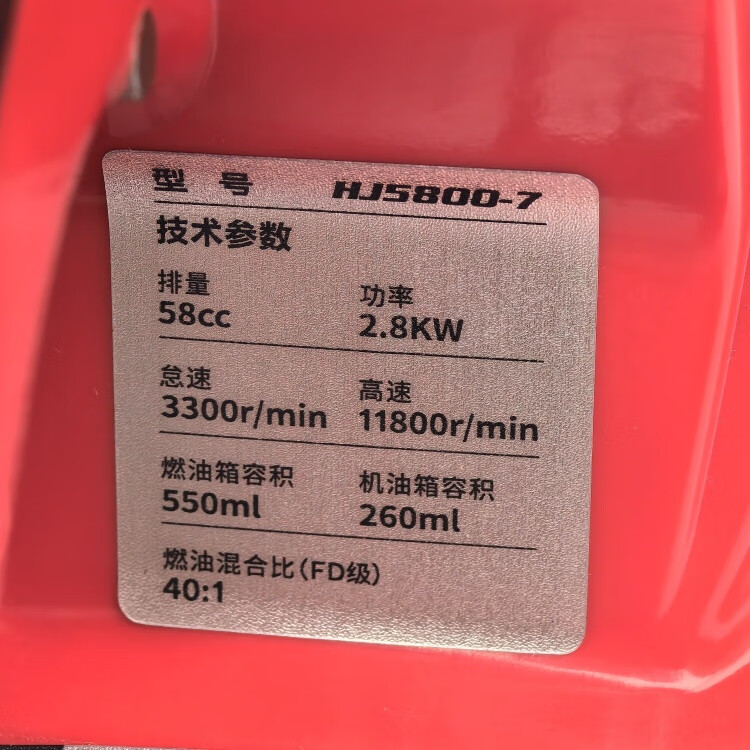 型 号 HJ5800-7
技术参数
排量 功率
58cc 2.8KW
怠速 高速
3300r/min 11800r/min
燃油箱容积 机油箱容积
550ml 260ml
燃油混合比(FD级)
40:1